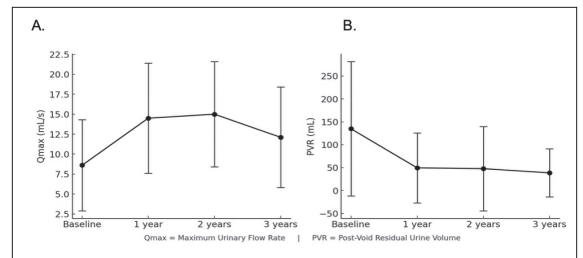 A.
B.
22.5
20.0
17.5
15.0
12.5
10.0
7.5
5.0
2.5
Qmax (mL/s)
Baseline 1 year 2 years 3 years
250
200
150
100
50
0
−50
PVR (mL)
Baseline 1 year 2 years 3 years
Qmax = Maximum Urinary Flow Rate | PVR = Post-Void Residual Urine Volume